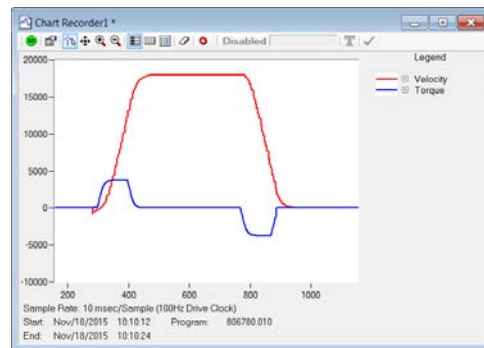 Chart Recorder1 *
Disabled
T
Legend
Velocity
Torque
20000
15000
10000
5000
0
-5000
-10000
200 400 600 800 1000
Sample Rate: 10 msec/Sample (100Hz Drive Clock)
Start: Nov/18/2015 10:10:12 Program: 806780.010
End: Nov/18/2015 10:10:24